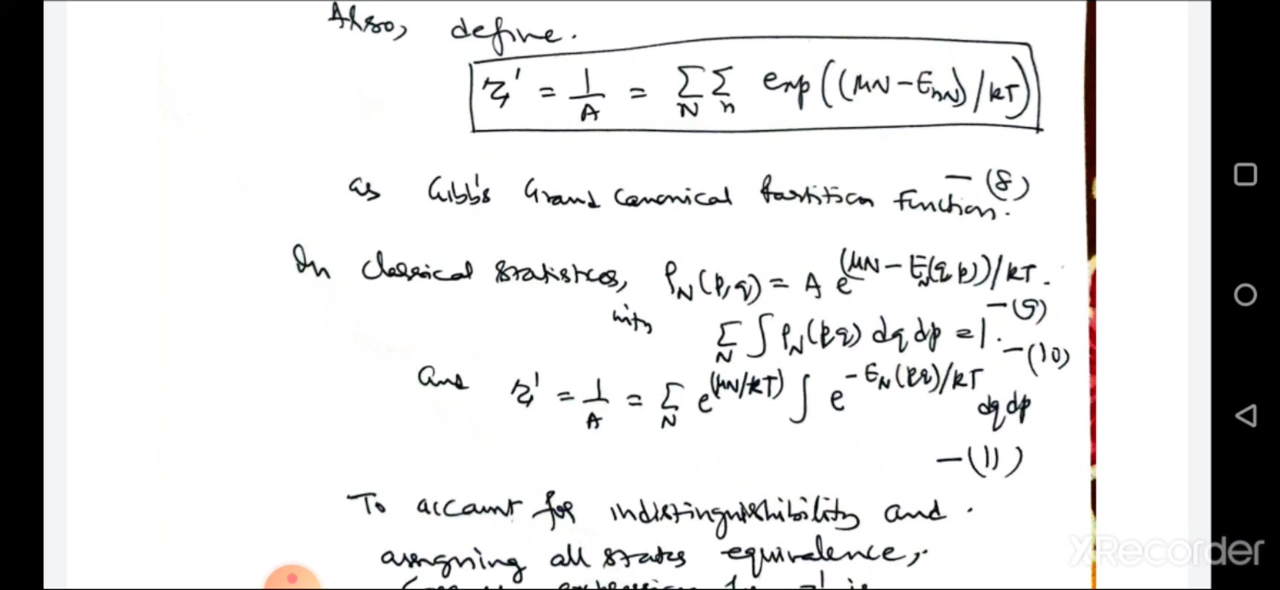 Also, define.
Z' = 1/A = Σ_N Σ_n exp((μN - E_nN)/kT)
— (8)
as Gibb's Grand Canonical Partition Function.
In classical statistics, ρ_N(p,q) = A e^{(μN - E_N(q,p))/kT}.
— (9)
with Σ_N ∫ρ_N(p,q) dq dp = 1.
— (10)
and Z' = 1/A = Σ_N e^{(μN/kT)} ∫ e^{-E_N(p,q)/kT} dq dp
— (11)
To account for indistinguishibility and
assigning all states equivalence,
XRecorder